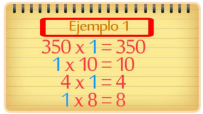 Ejemplo 1
350 x 1 = 350
1 x 10 = 10
4 x 1 = 4
1 x 8 = 8